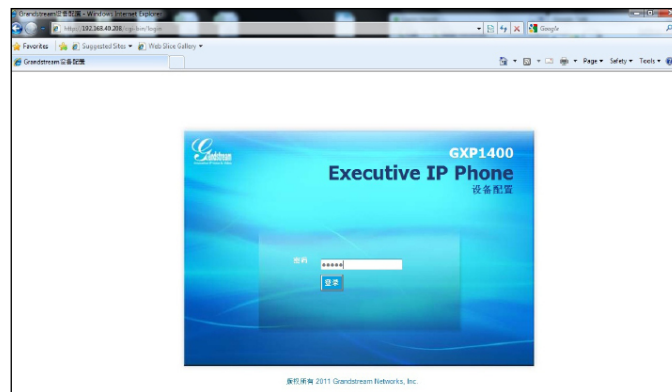 Grandstream设备配置 - Windows Internet Explorer
http://192.168.40.208/cgi-bin/login
Google
Favorites Suggested Sites Web Slice Gallery
Grandstream设备配置
Page Safety Tools
Grandstream
GXP1400
Executive IP Phone
设备配置
密码
登录
版权所有 2011 Grandstream Networks, Inc.